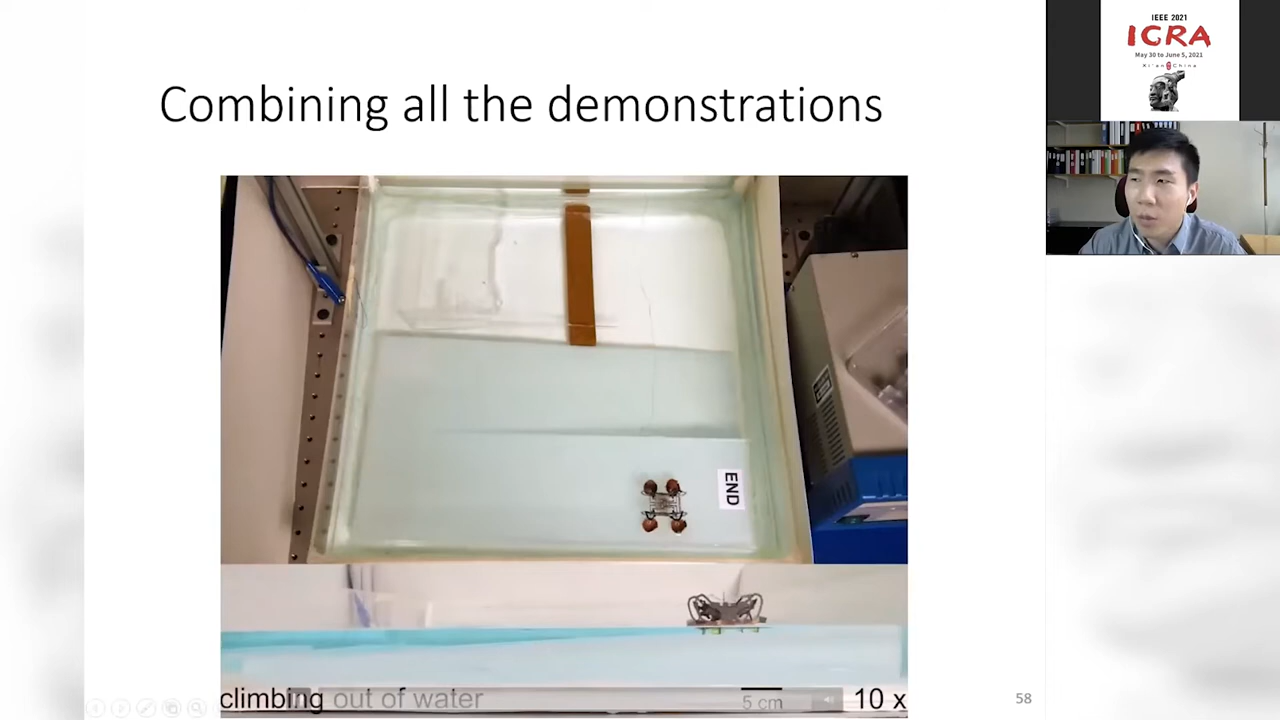 IEEE 2021
ICRA
May 30 to June 5, 2021
Xi'an China
Combining all the demonstrations
END
climbing out of water
5 cm
10 x
58